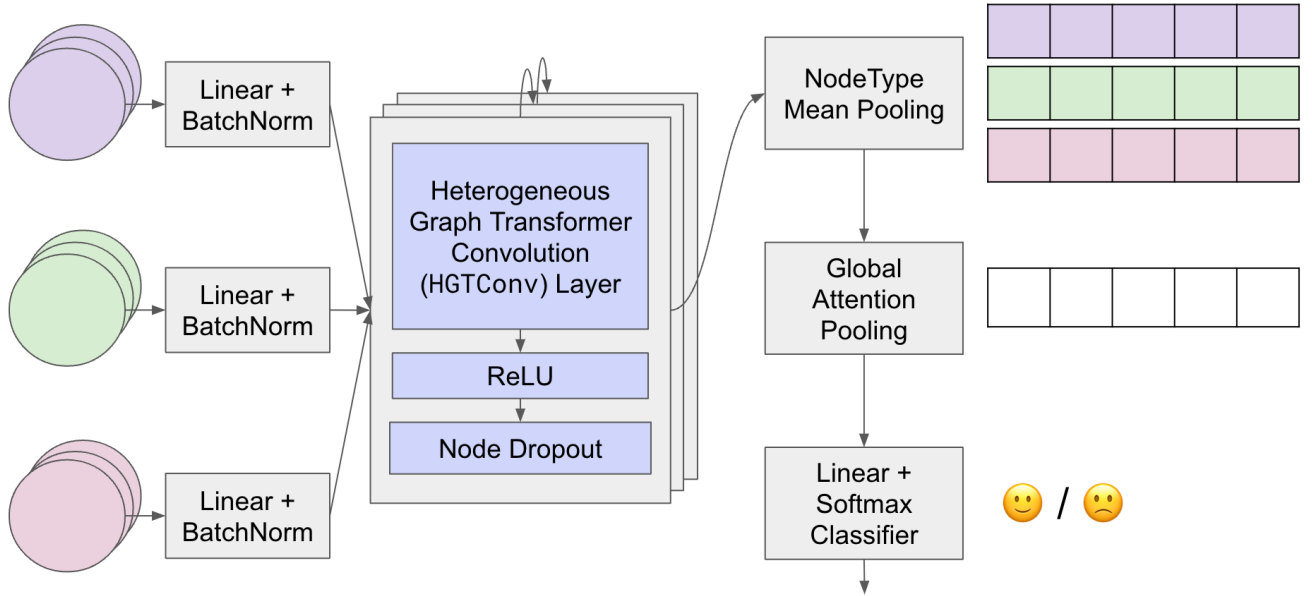 Linear +
BatchNorm
Linear +
BatchNorm
Linear +
BatchNorm
Heterogeneous
Graph Transformer
Convolution
(HGTConv) Layer
ReLU
Node Dropout
NodeType
Mean Pooling
Global
Attention
Pooling
Linear +
Softmax
Classifier
/